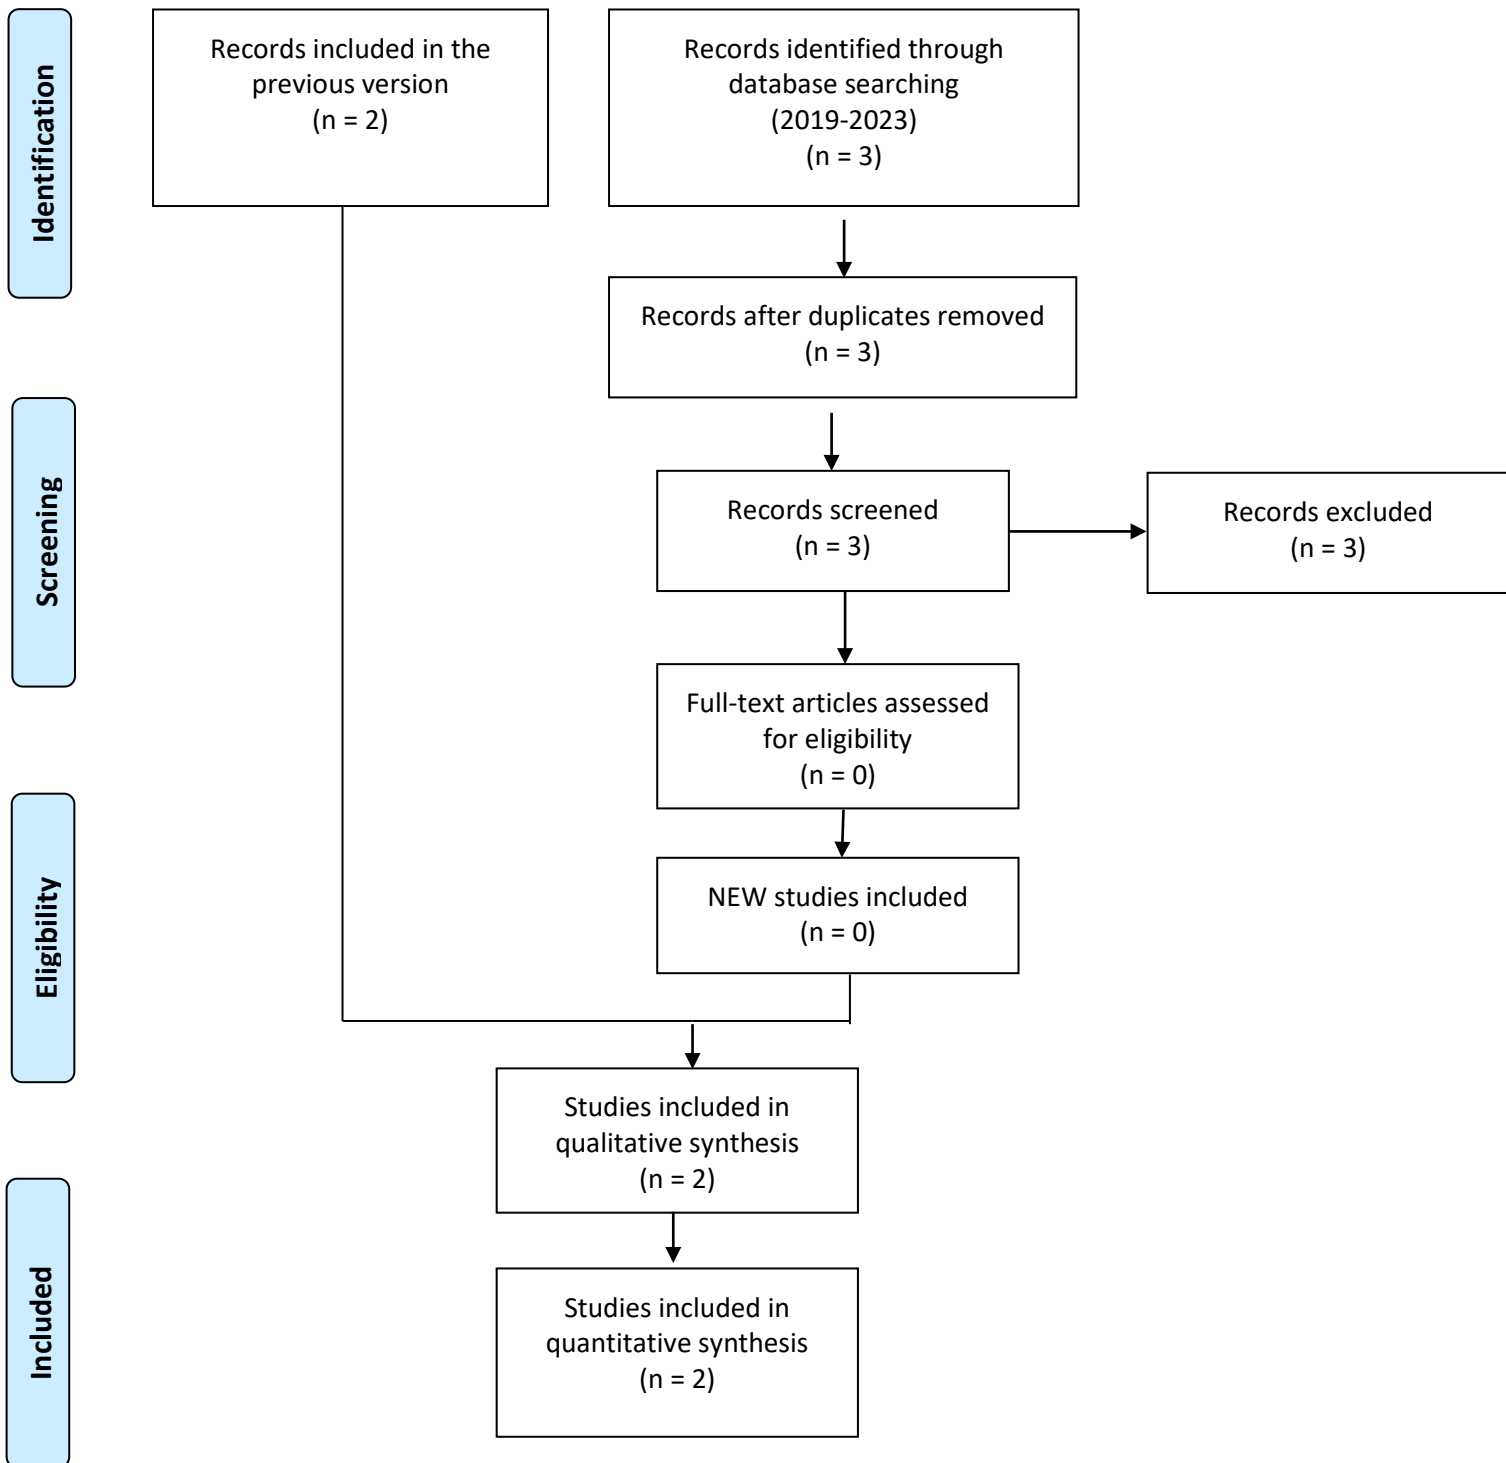 Identification
Records included in the
previous version
(n = 2)
Records identified through
database searching
(2019-2023)
(n = 3)
Records after duplicates removed
(n = 3)
Screening
Records screened
(n = 3)
Records excluded
(n = 3)
Full-text articles assessed
for eligibility
(n = 0)
Eligibility
NEW studies included
(n = 0)
Studies included in
qualitative synthesis
(n = 2)
Included
Studies included in
quantitative synthesis
(n = 2)